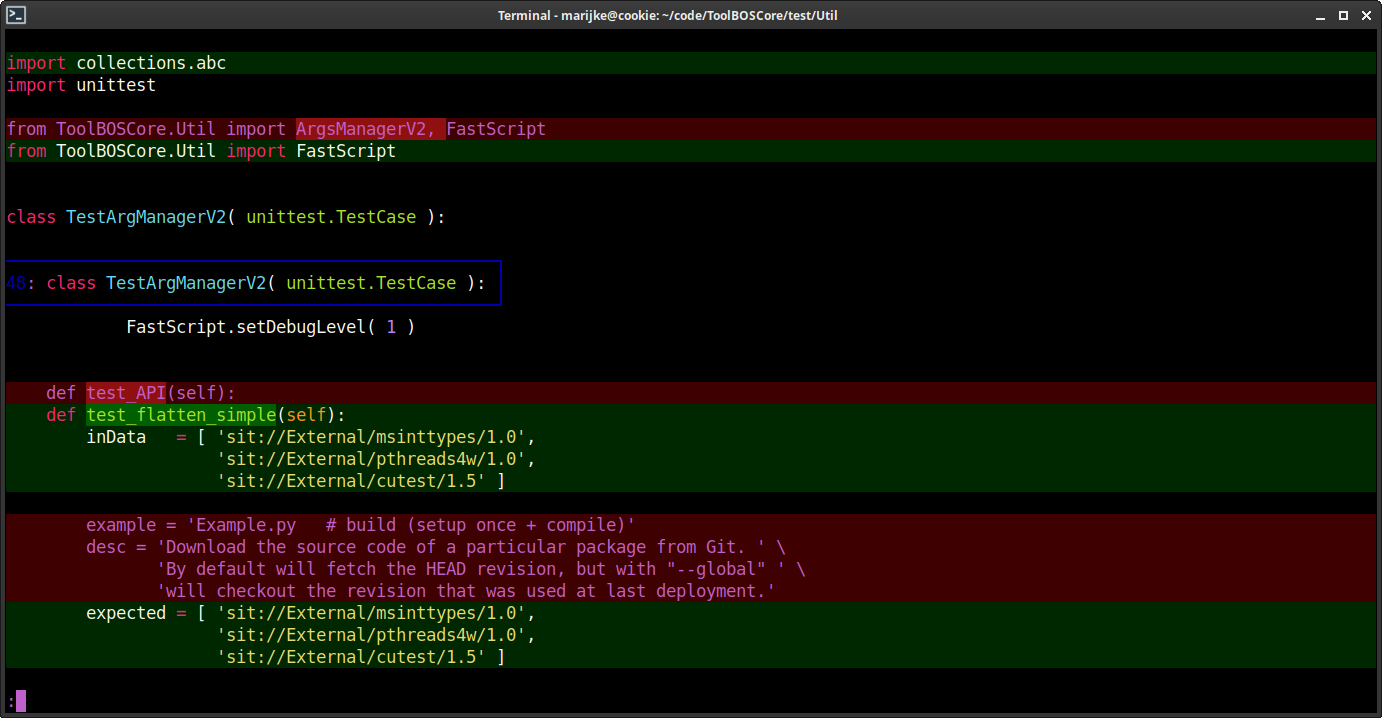 Terminal - marijke@cookie: ~/code/ToolBOSCore/test/Util
import collections.abc
import unittest
from ToolBOSCore.Util import ArgsManagerV2, FastScript
from ToolBOSCore.Util import FastScript
class TestArgManagerV2( unittest.TestCase ):
48: class TestArgManagerV2( unittest.TestCase ):
FastScript.setDebugLevel( 1 )
def test_API(self):
def test_flatten_simple(self):
inData   = [ 'sit://External/msinttypes/1.0',
'sit://External/pthreads4w/1.0',
'sit://External/cutest/1.5' ]
example = 'Example.py   # build (setup once + compile)'
desc = 'Download the source code of a particular package from Git. ' \
'By default will fetch the HEAD revision, but with "--global" ' \
'will checkout the revision that was used at last deployment.'
expected = [ 'sit://External/msinttypes/1.0',
'sit://External/pthreads4w/1.0',
'sit://External/cutest/1.5' ]
: